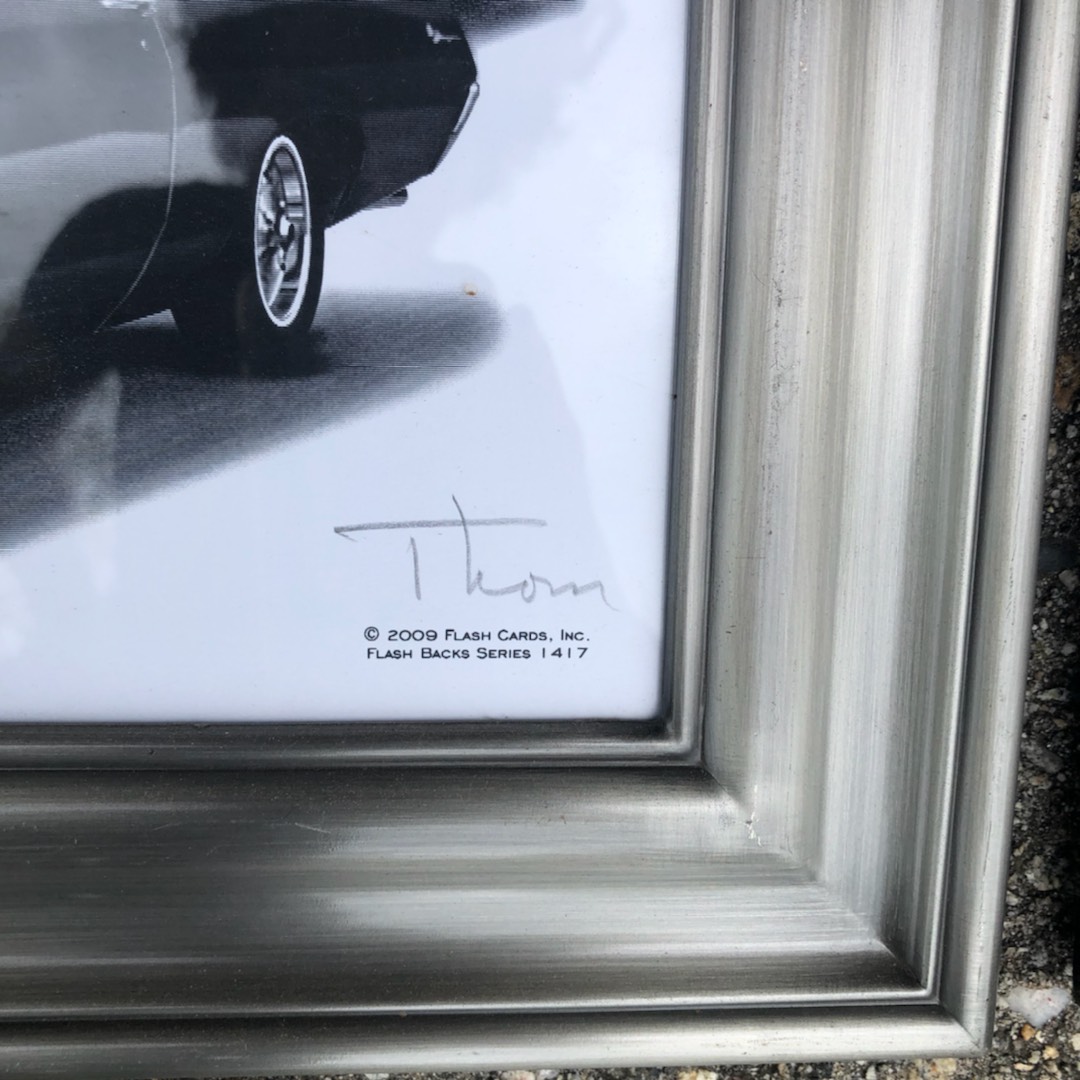 Thom
© 2009 FLASH CARDS, INC.
FLASH BACKS SERIES 1417